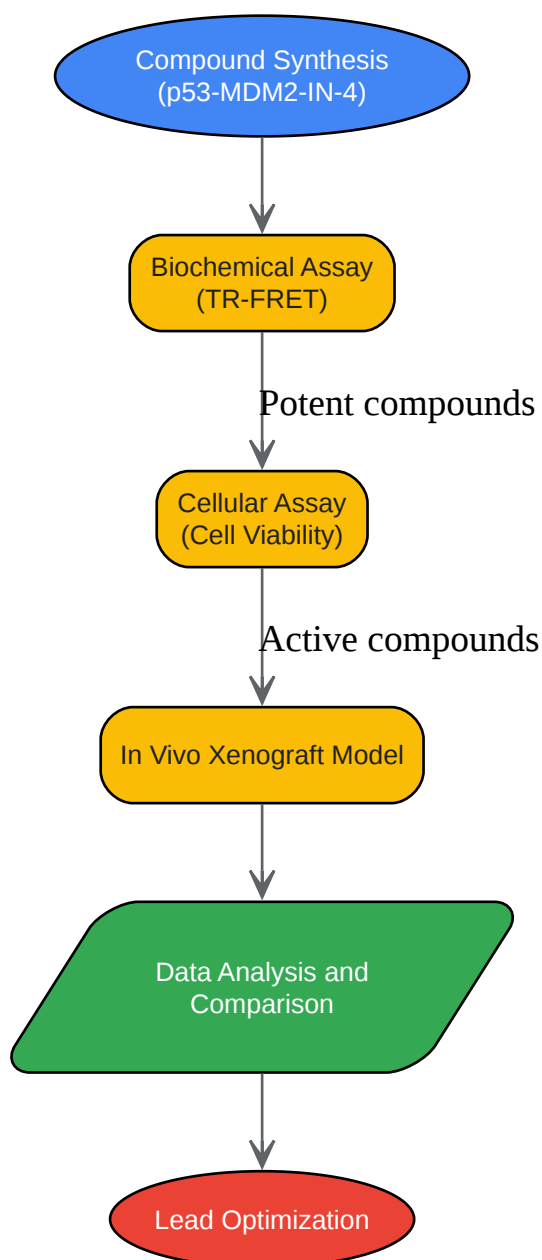 Compound Synthesis
(p53-MDM2-IN-4)
Biochemical Assay
(TR-FRET)
Potent compounds
Cellular Assay
(Cell Viability)
Active compounds
In Vivo Xenograft Model
Data Analysis and
Comparison
Lead Optimization